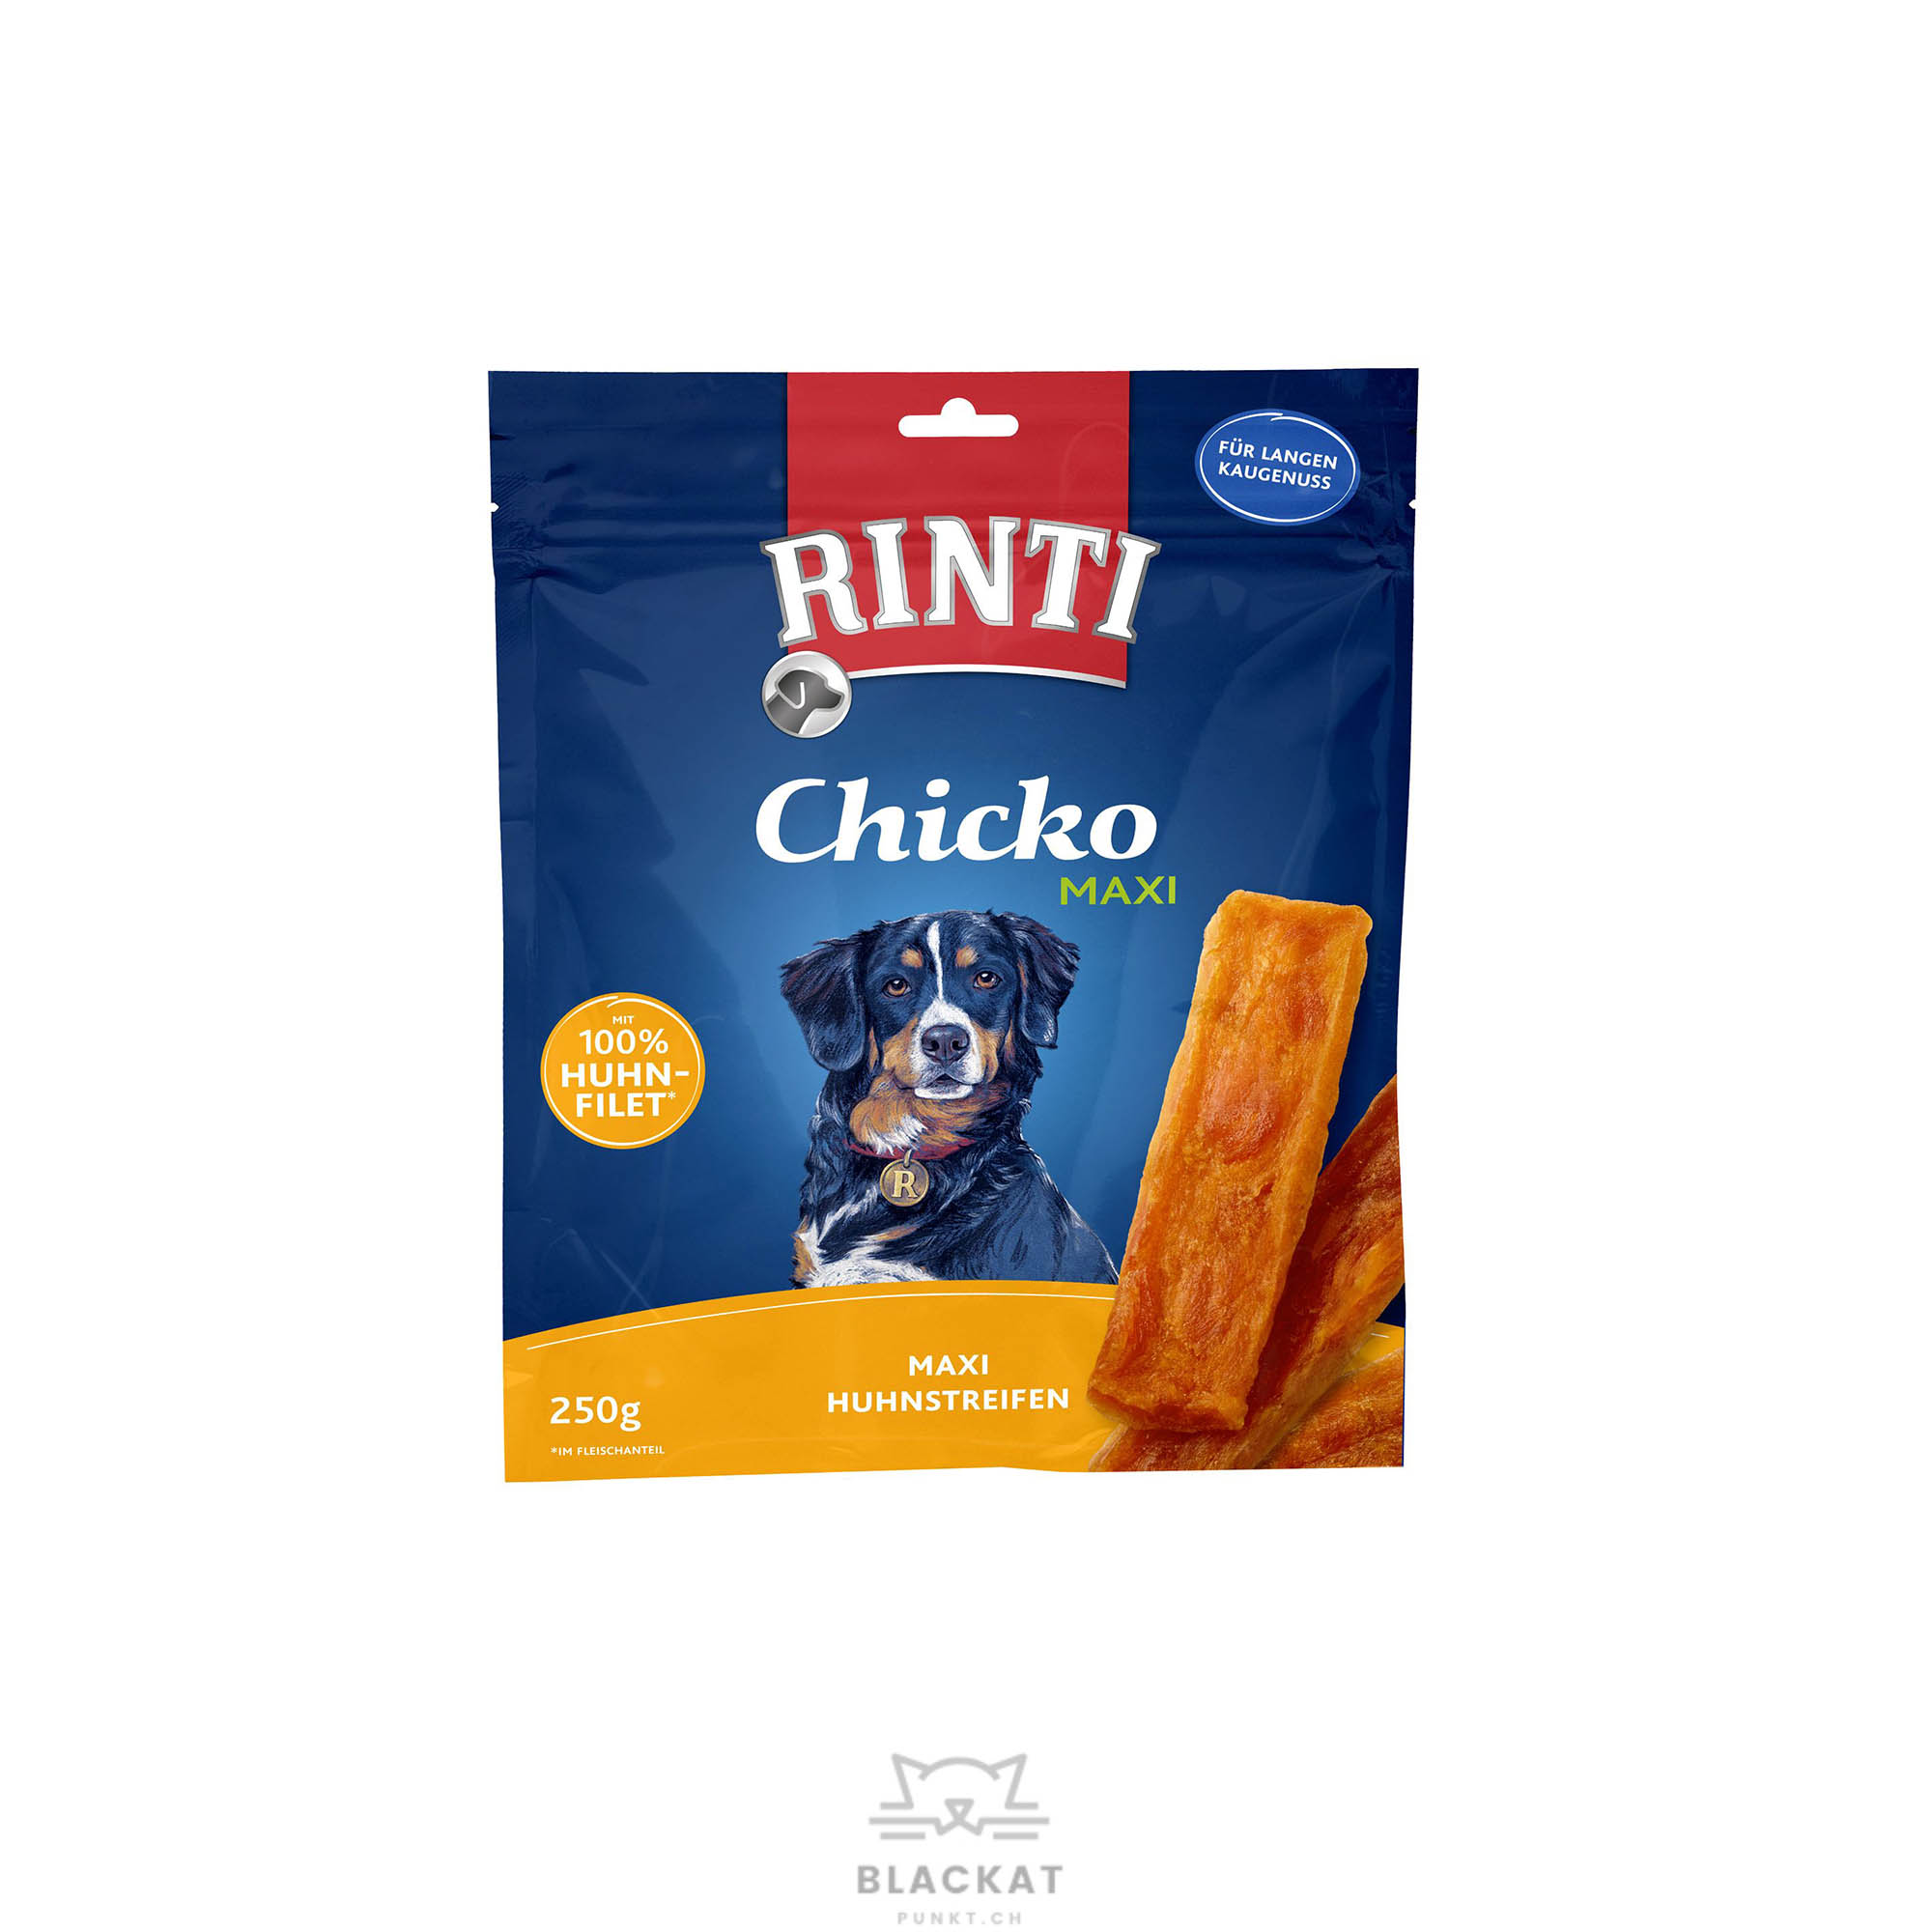 FÜR LANGEN
KAUGENUSS
RINTI
Chicko
MAXI
MIT
100%
HUHN-
FILET*
R
MAXI
HUHNSTREIFEN
250g
*IM FLEISCHANTEIL
BLACKAT
PUNKT.CH